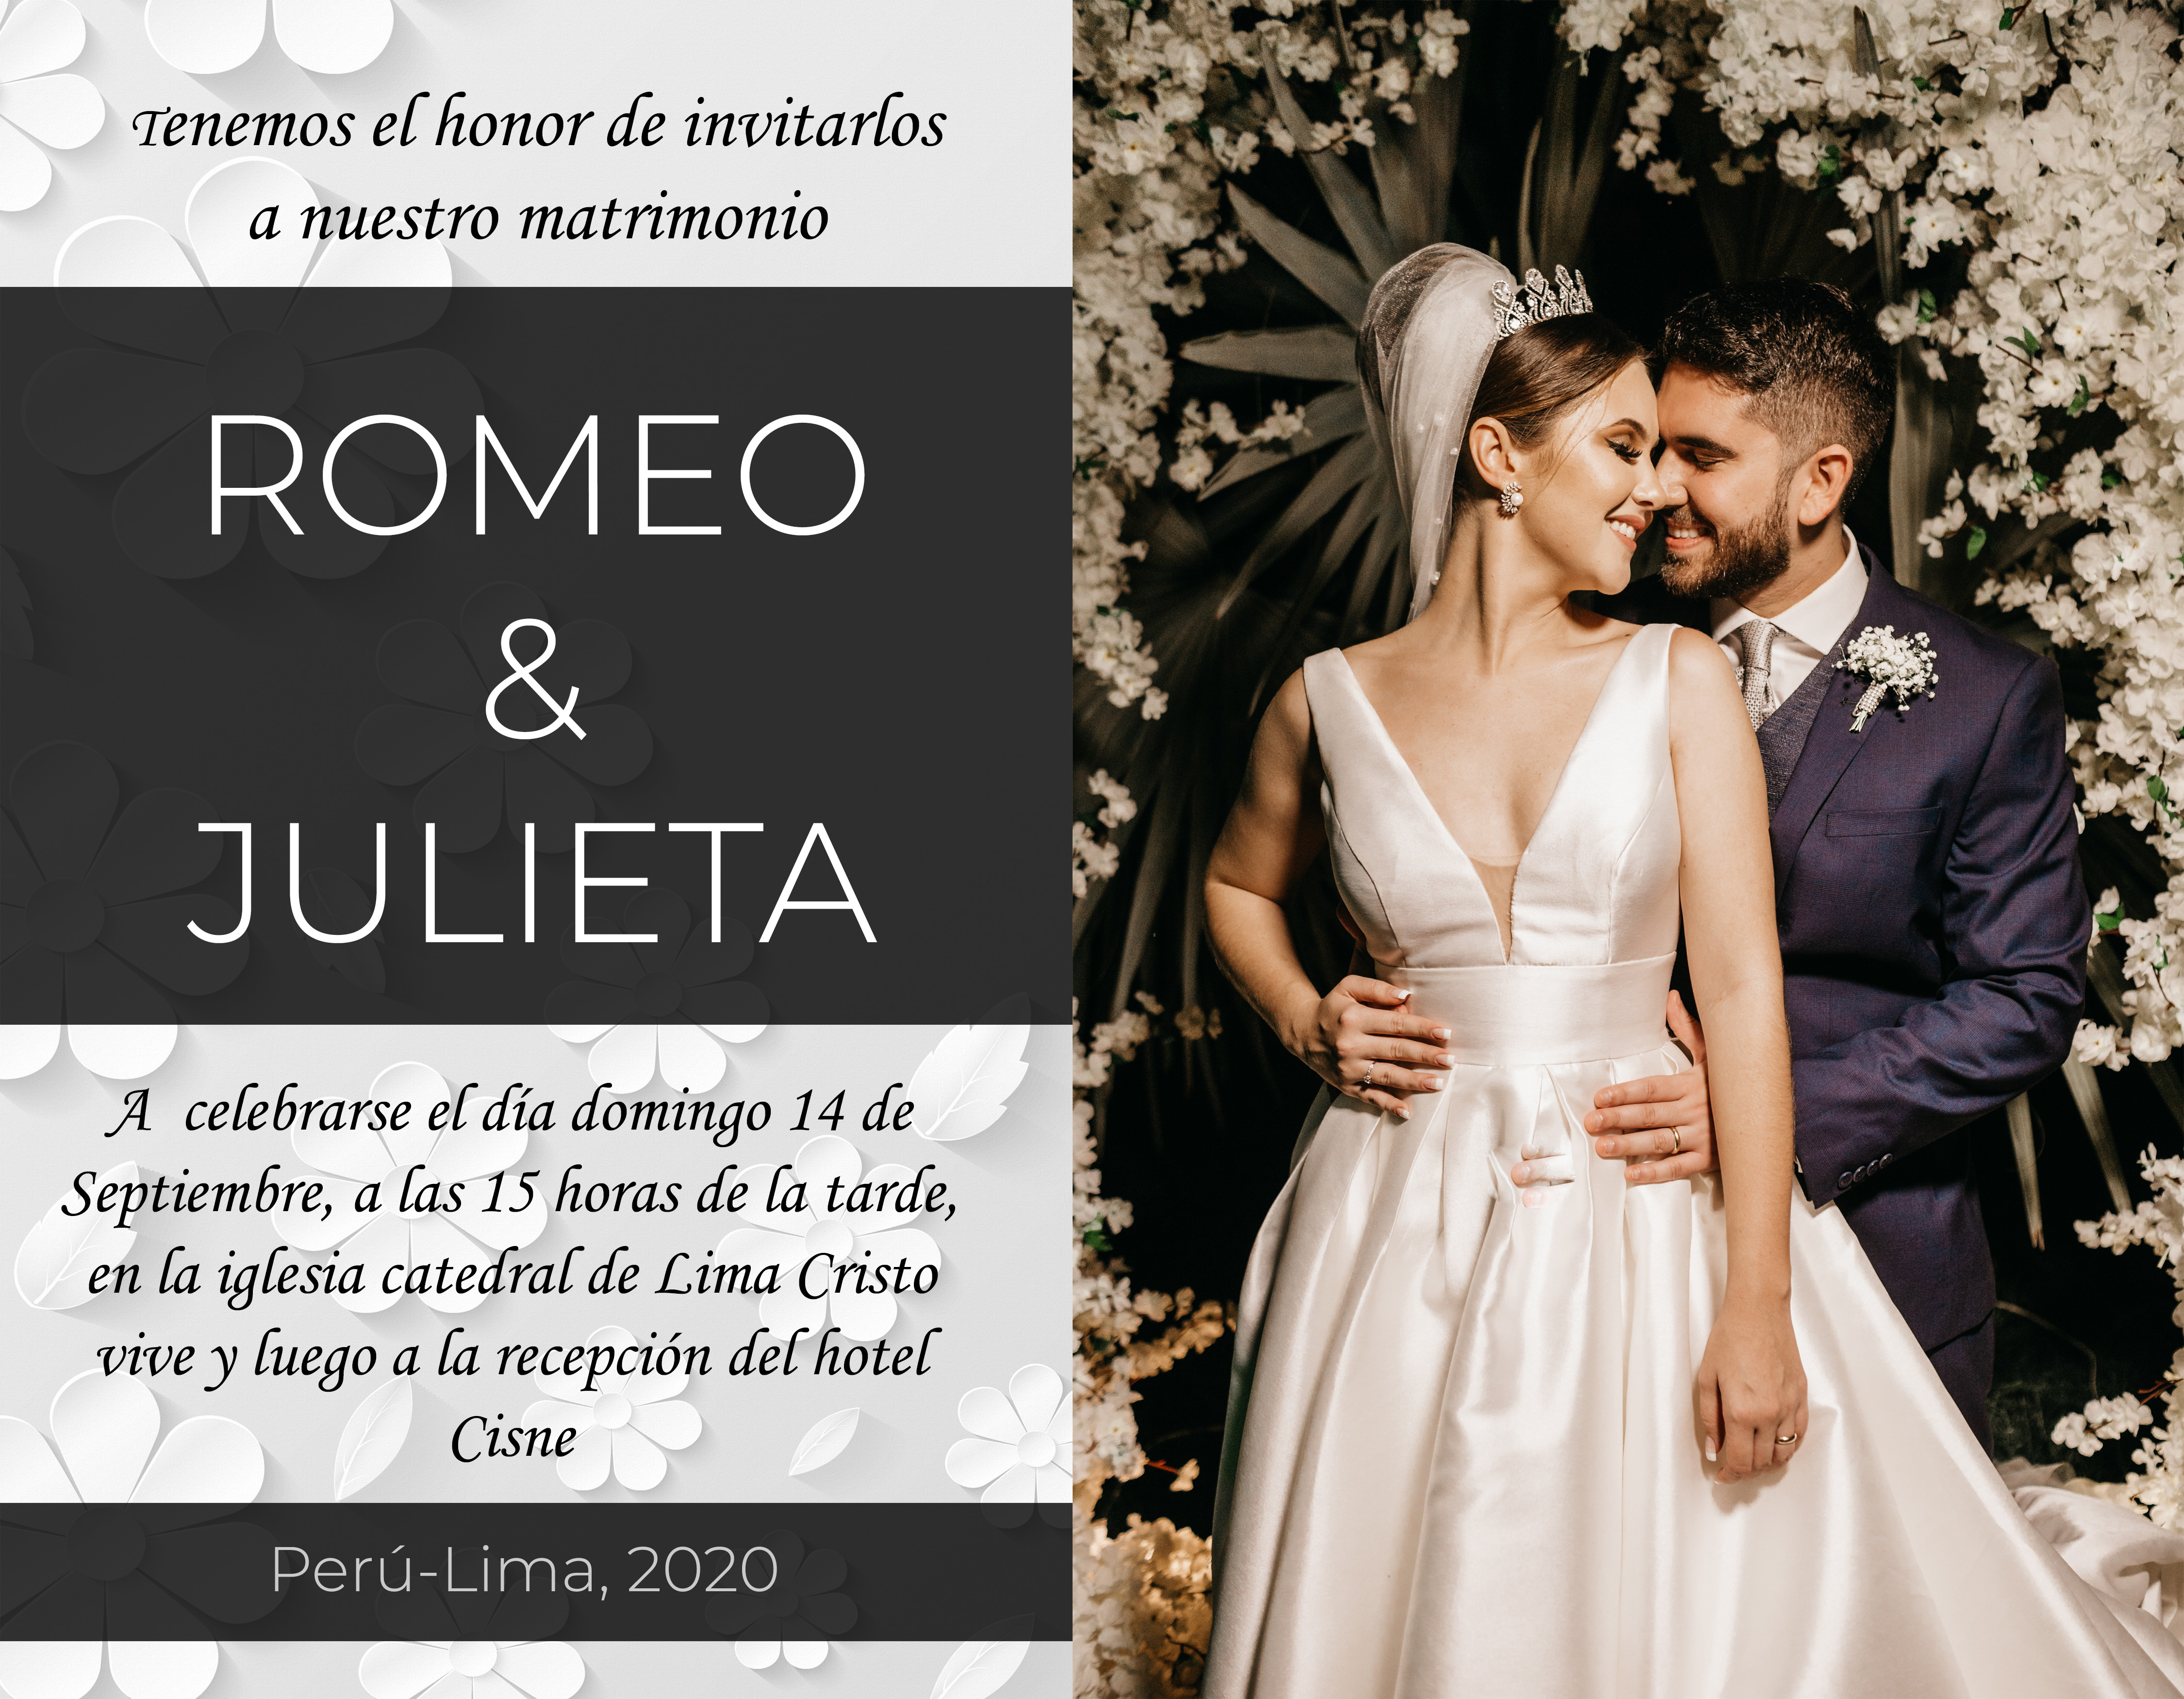 Tenemos el honor de invitarlos
a nuestro matrimonio
ROMEO
&
JULIETA
A celebrarse el día domingo 14 de
Septiembre, a las 15 horas de la tarde,
en la iglesia catedral de Lima Cristo
vive y luego a la recepción del hotel
Cisne
Perú-Lima, 2020